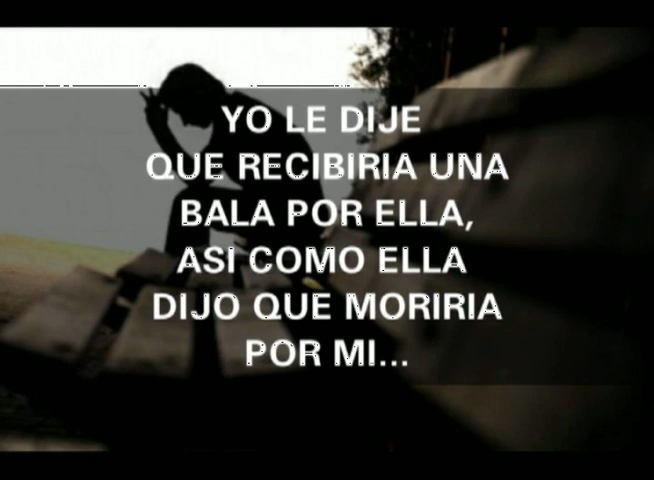 YO LE DIJE
QUE RECIBIRIA UNA
BALA POR ELLA,
ASI COMO ELLA
DIJO QUE MORIRIA
POR MI...